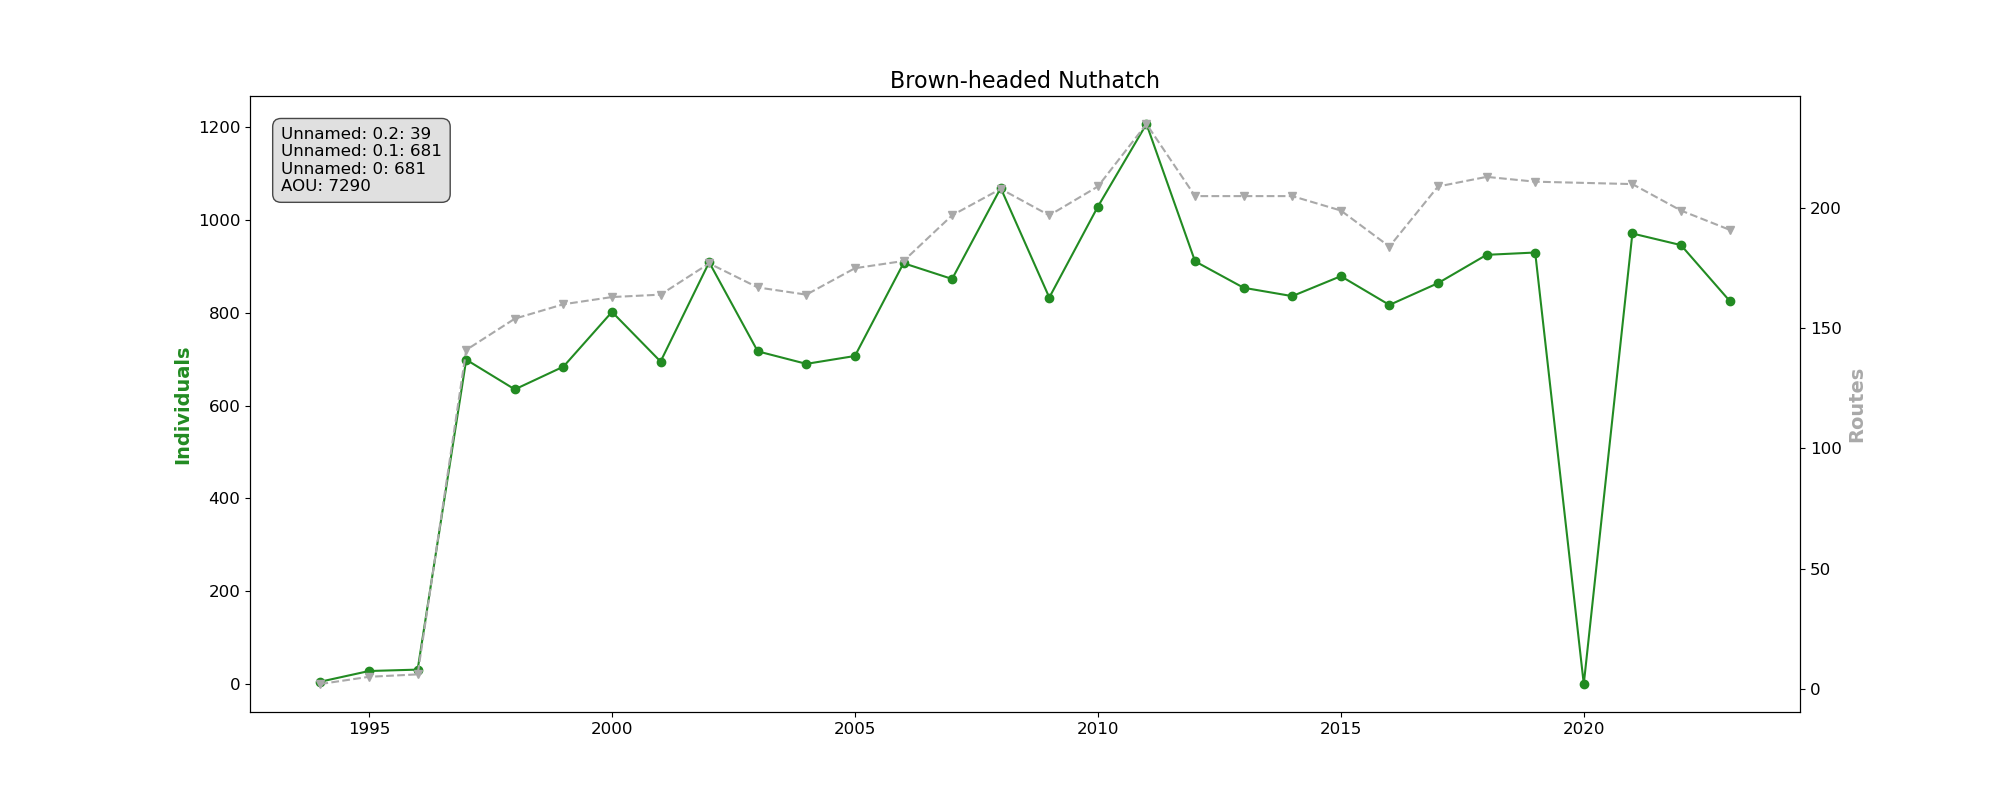 Brown-headed Nuthatch
Unnamed: 0.2: 39
Unnamed: 0.1: 681
Unnamed: 0: 681
AOU: 7290
Individuals
1200
1000
800
600
400
200
0
Routes
200
150
100
50
0
1995 2000 2005 2010 2015 2020